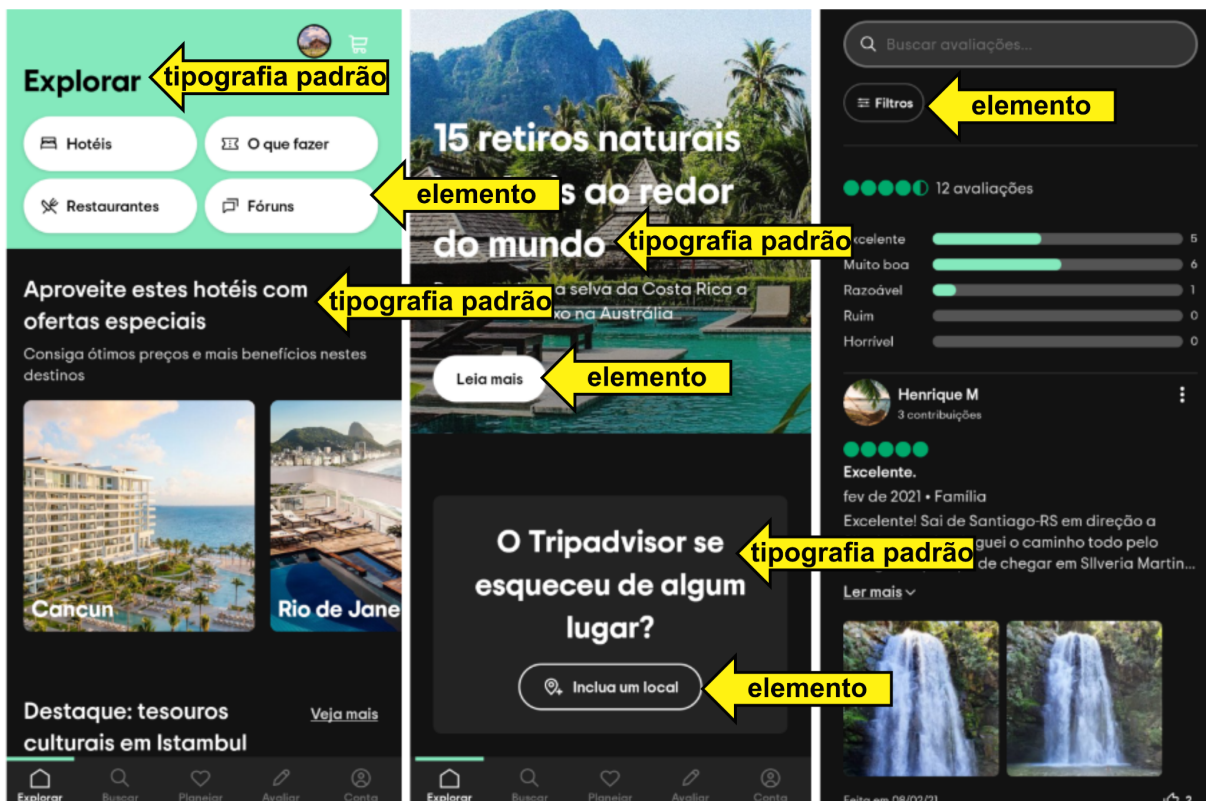 Explorar
tipografia padrão
Hotéis
O que fazer
Restaurantes
Fóruns
elemento
Aproveite estes hotéis com
ofertas especiais
tipografia padrão
Consiga ótimos preços e mais benefícios nestes
destinos
Cancun
Rio de Jane
Destaque: tesouros
culturais em Istambul
Veja mais
Explorar
Buscar
Planejar
Avaliar
Conta
15 retiros naturais
ao redor
do mundo
tipografia padrão
a selva da Costa Rica a
na Austrália
Leia mais
elemento
O Tripadvisor se
esqueceu de algum
lugar?
tipografia padrão
Inclua um local
elemento
Explorar
Buscar
Planejar
Avaliar
Conta
Buscar avaliações...
Filtros
elemento
12 avaliações
Excelente 5
Muito boa 6
Razoável 1
Ruim 0
Horrível 0
Henrique M
3 contribuições
Excelente.
fev de 2021 • Família
Excelente! Sai de Santiago-RS em direção a
o caminho todo pelo
de chegar em SIlveria Martin...
Ler mais
Feita em 08/02/21
2